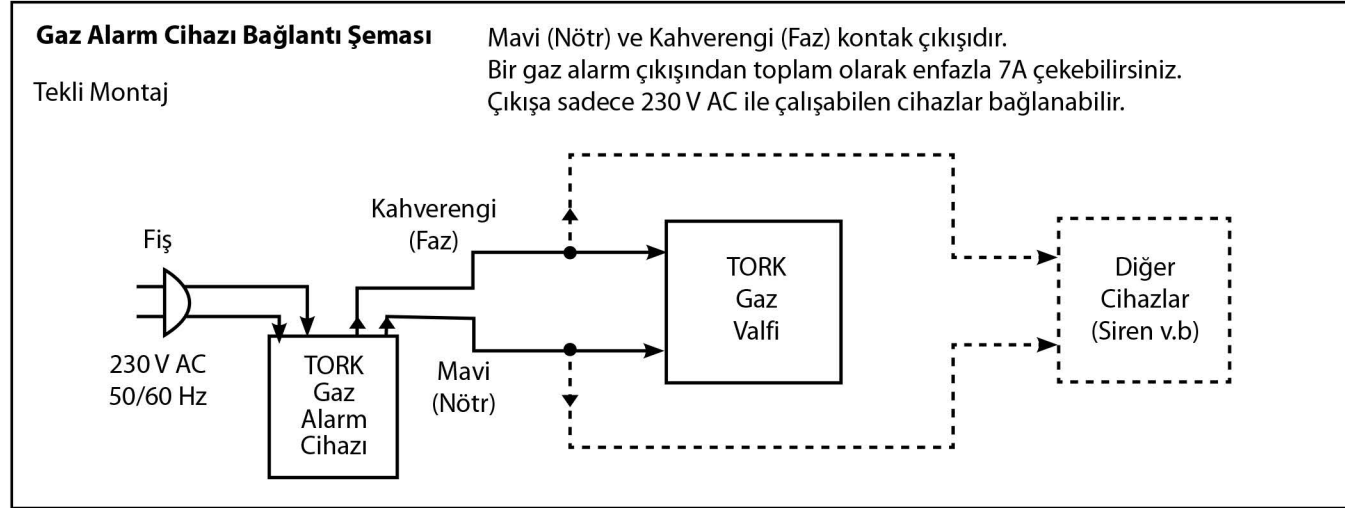 Gaz Alarm Cihazı Bağlantı Şeması
Tekli Montaj
Mavi (Nötr) ve Kahverengi (Faz) kontak çıkışıdır.
Bir gaz alarm çıkışından toplam olarak enfazla 7A çekebilirsiniz.
Çıkışa sadece 230 V AC ile çalışabilen cihazlar bağlanabilir.
Fiş
230 V AC
50/60 Hz
TORK
Gaz
Alarm
Cihazı
Kahverengi
(Faz)
Mavi
(Nötr)
TORK
Gaz
Valfi
Diğer
Cihazlar
(Siren v.b)